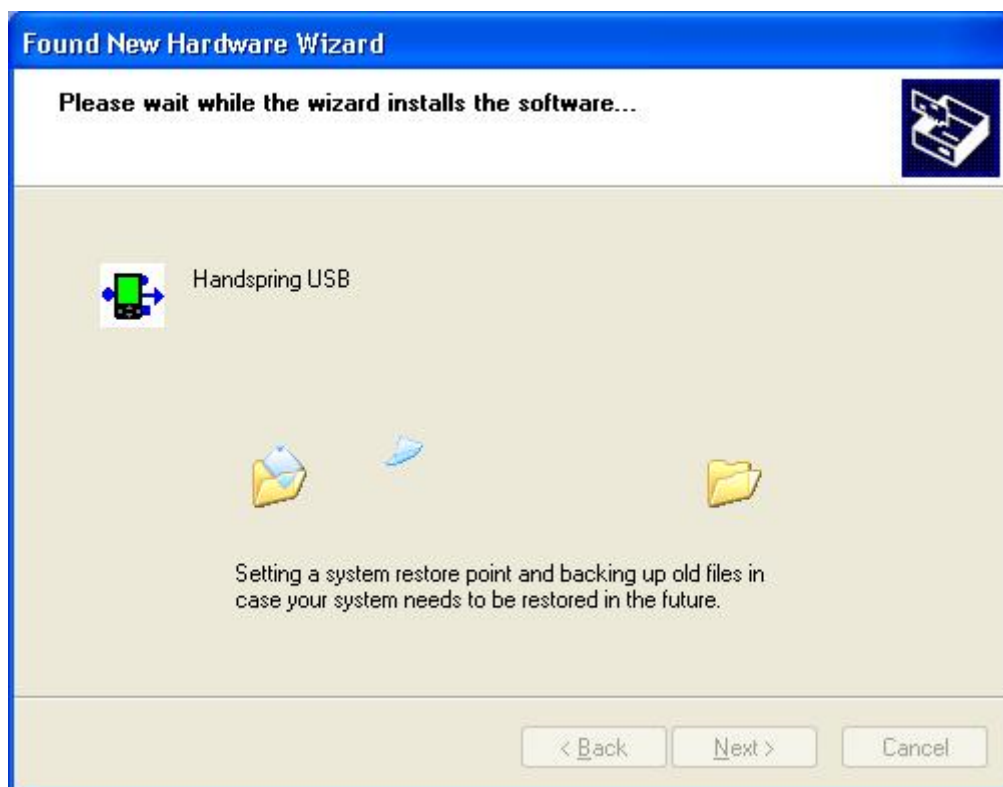 Found New Hardware Wizard
Please wait while the wizard installs the software...
Handspring USB
Setting a system restore point and backing up old files in
case your system needs to be restored in the future.
< Back Next > Cancel